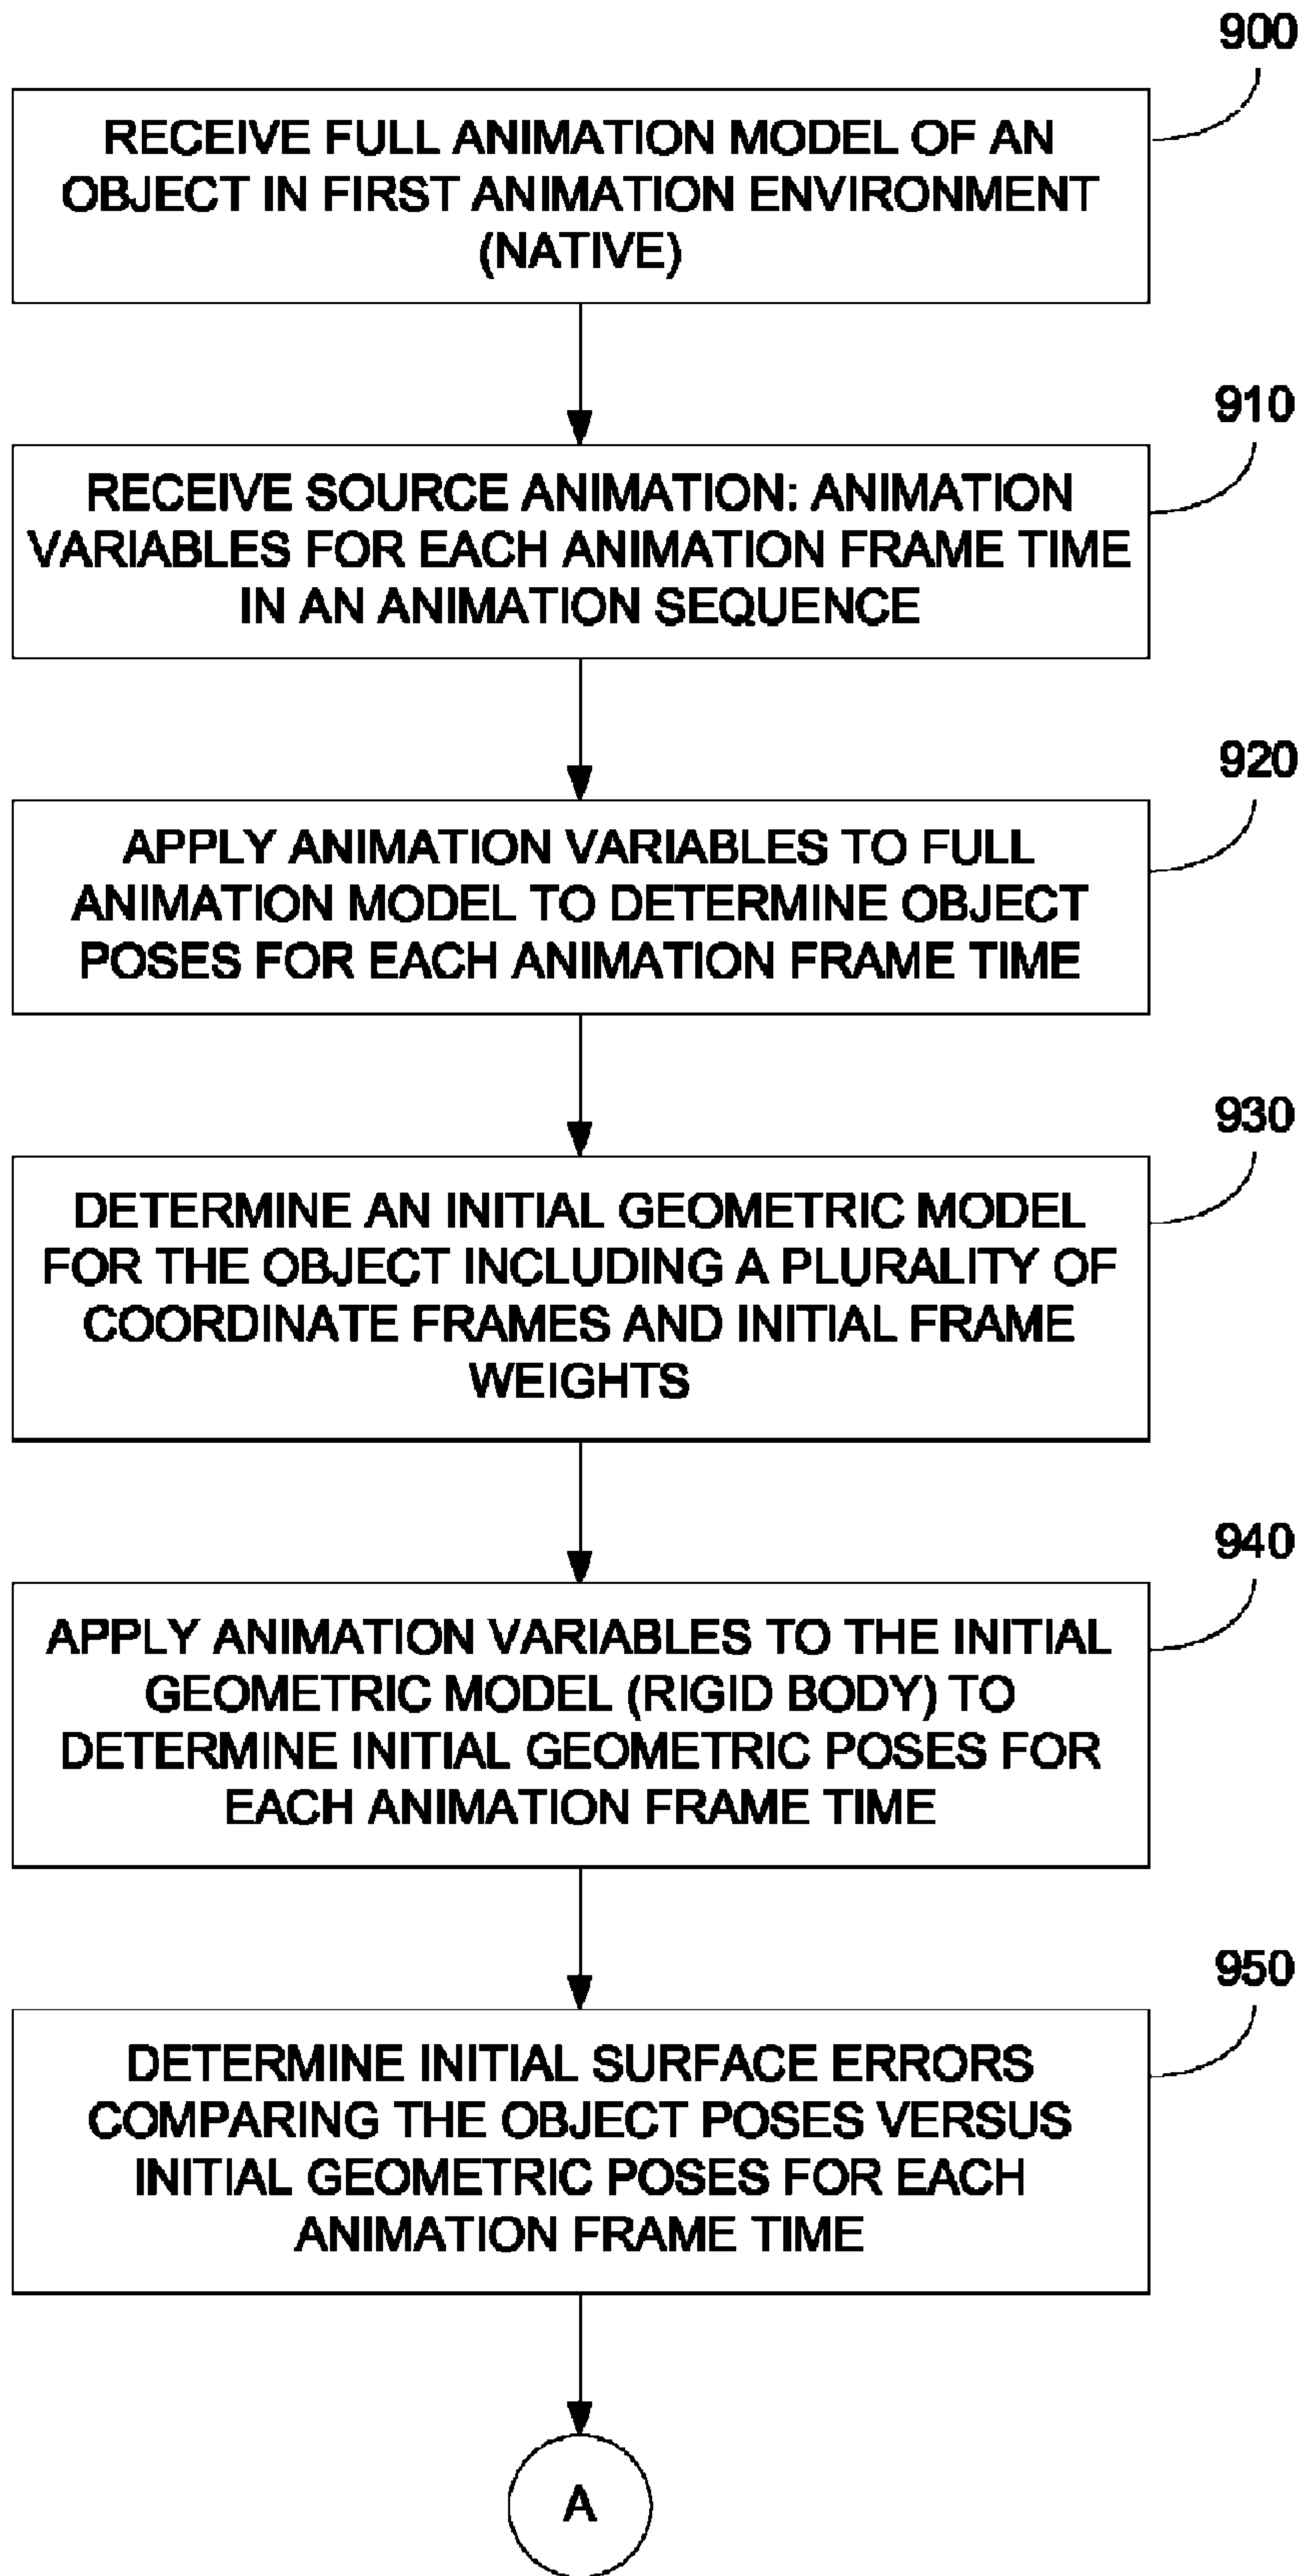 900
RECEIVE FULL ANIMATION MODEL OF AN
OBJECT IN FIRST ANIMATION ENVIRONMENT
(NATIVE)
910
RECEIVE SOURCE ANIMATION: ANIMATION
VARIABLES FOR EACH ANIMATION FRAME TIME
IN AN ANIMATION SEQUENCE
920
APPLY ANIMATION VARIABLES TO FULL
ANIMATION MODEL TO DETERMINE OBJECT
POSES FOR EACH ANIMATION FRAME TIME
930
DETERMINE AN INITIAL GEOMETRIC MODEL
FOR THE OBJECT INCLUDING A PLURALITY OF
COORDINATE FRAMES AND INITIAL FRAME
WEIGHTS
940
APPLY ANIMATION VARIABLES TO THE INITIAL
GEOMETRIC MODEL (RIGID BODY) TO
DETERMINE INITIAL GEOMETRIC POSES FOR
EACH ANIMATION FRAME TIME
950
DETERMINE INITIAL SURFACE ERRORS
COMPARING THE OBJECT POSES VERSUS
INITIAL GEOMETRIC POSES FOR EACH
ANIMATION FRAME TIME
A